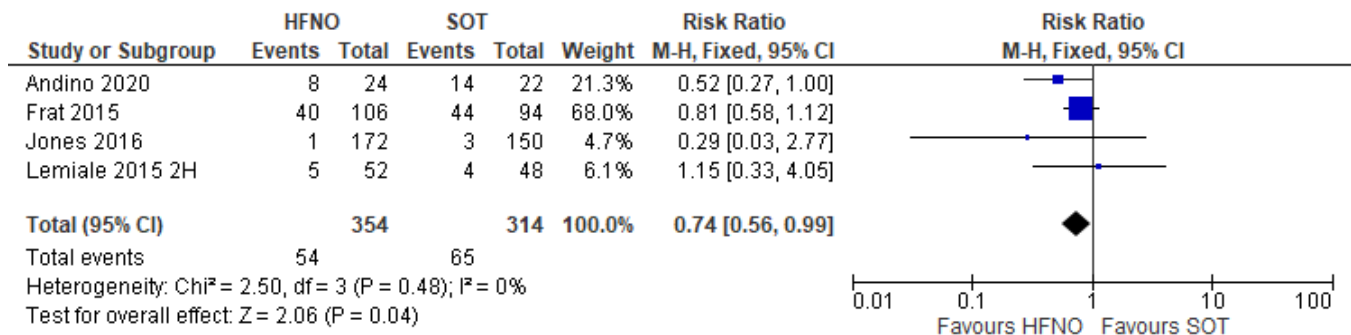 HFNO SOT Risk Ratio Risk Ratio
Study or Subgroup Events Total Events Total Weight M-H, Fixed, 95% CI M-H, Fixed, 95% CI
Andino 2020 8 24 14 22 21.3% 0.52 [0.27, 1.00]
Frat 2015 40 106 44 94 68.0% 0.81 [0.58, 1.12]
Jones 2016 1 172 3 150 4.7% 0.29 [0.03, 2.77]
Lemiale 2015 2H 5 52 4 48 6.1% 1.15 [0.33, 4.05]
Total (95% CI) 354 314 100.0% 0.74 [0.56, 0.99]
Total events 54 65
Heterogeneity: Chi² = 2.50, df = 3 (P = 0.48); I² = 0%
Test for overall effect: Z = 2.06 (P = 0.04)
0.01 0.1 1 10 100
Favours HFNO Favours SOT